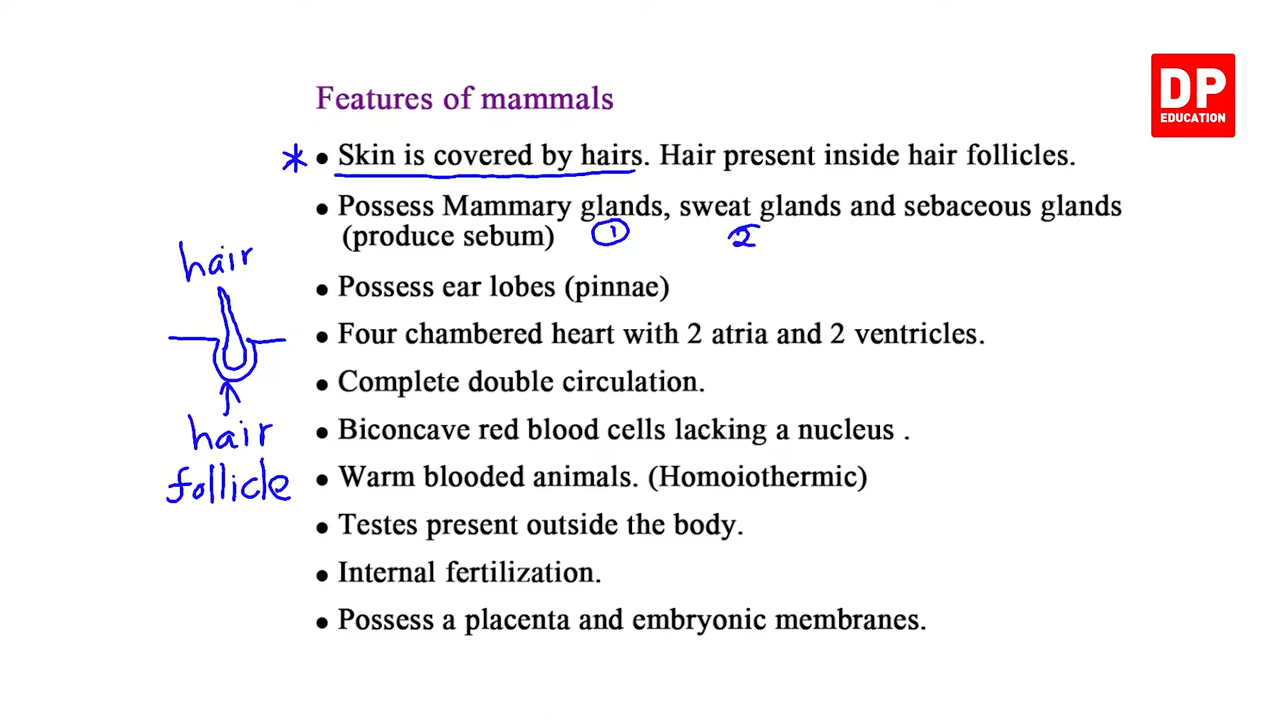 DP
EDUCATION
Features of mammals
* • Skin is covered by hairs. Hair present inside hair follicles.
• Possess Mammary glands, sweat glands and sebaceous glands
(produce sebum) 1 2
hair
• Possess ear lobes (pinnae)
• Four chambered heart with 2 atria and 2 ventricles.
• Complete double circulation.
• Biconcave red blood cells lacking a nucleus .
hair
follicle
• Warm blooded animals. (Homoiothermic)
• Testes present outside the body.
• Internal fertilization.
• Possess a placenta and embryonic membranes.